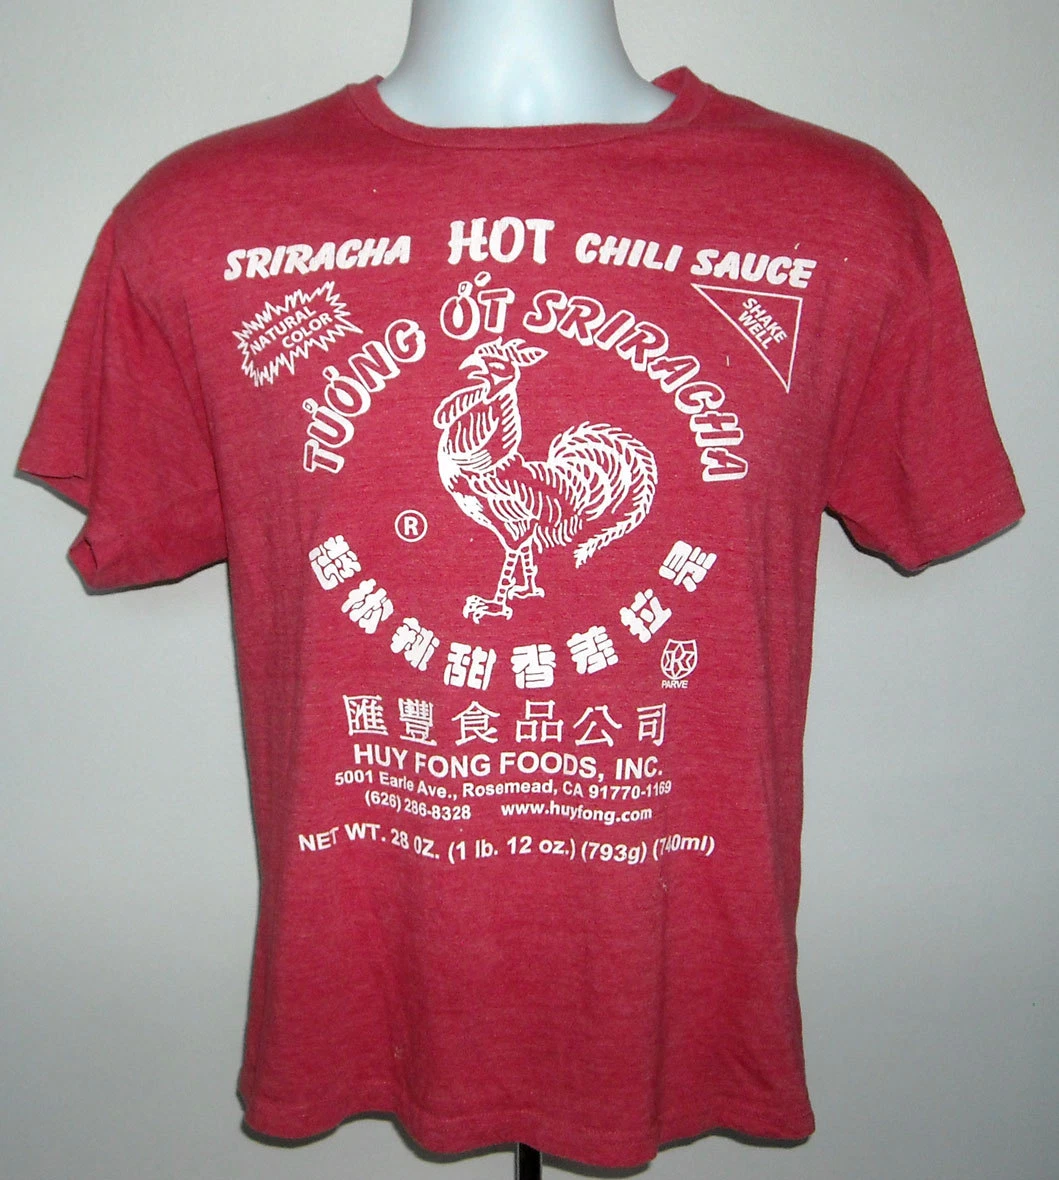 SRIRACHA HOT CHILI SAUCE
NATURAL
COLOR
SHAKE
WELL
TƯƠNG ỚT SRIRACHA
®
是拉差香甜辣椒醬
K
PARVE
匯豐食品公司
HUY FONG FOODS, INC.
5001 Earle Ave., Rosemead, CA 91770-1169
(626) 286-8328 www.huyfong.com
NET WT. 28 OZ. (1 lb. 12 oz.) (793g) (740ml)